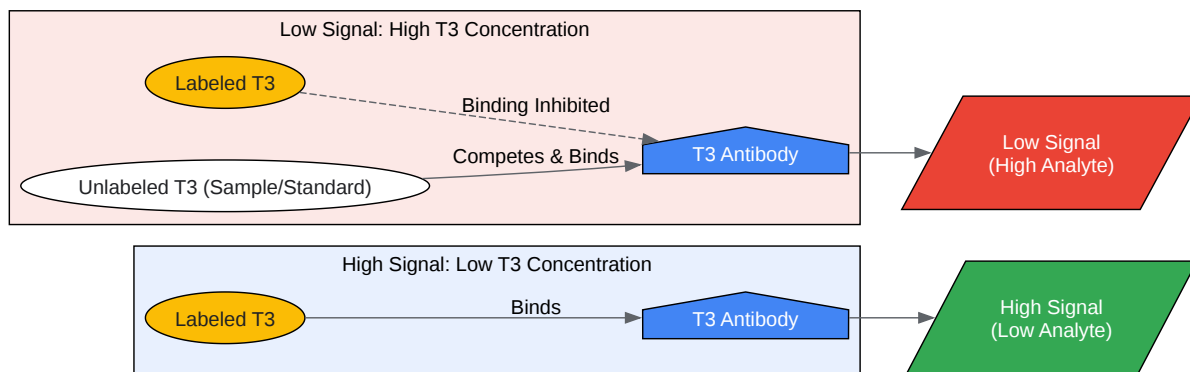 Low Signal: High T3 Concentration
Labeled T3
Binding Inhibited
Competes & Binds
T3 Antibody
Unlabeled T3 (Sample/Standard)
Low Signal
(High Analyte)
High Signal: Low T3 Concentration
Labeled T3
Binds
T3 Antibody
High Signal
(Low Analyte)